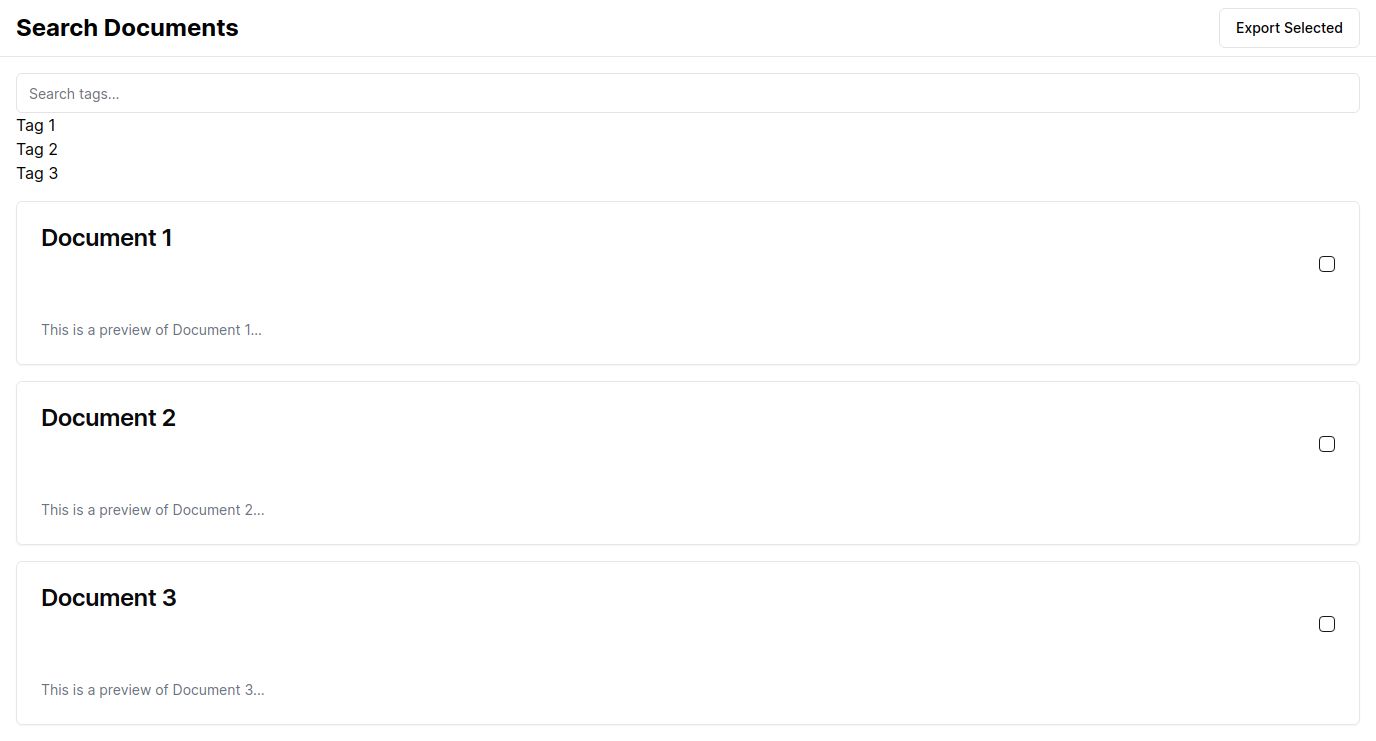 Search Documents
Export Selected
Search tags...
Tag 1
Tag 2
Tag 3
Document 1
This is a preview of Document 1...
Document 2
This is a preview of Document 2...
Document 3
This is a preview of Document 3...